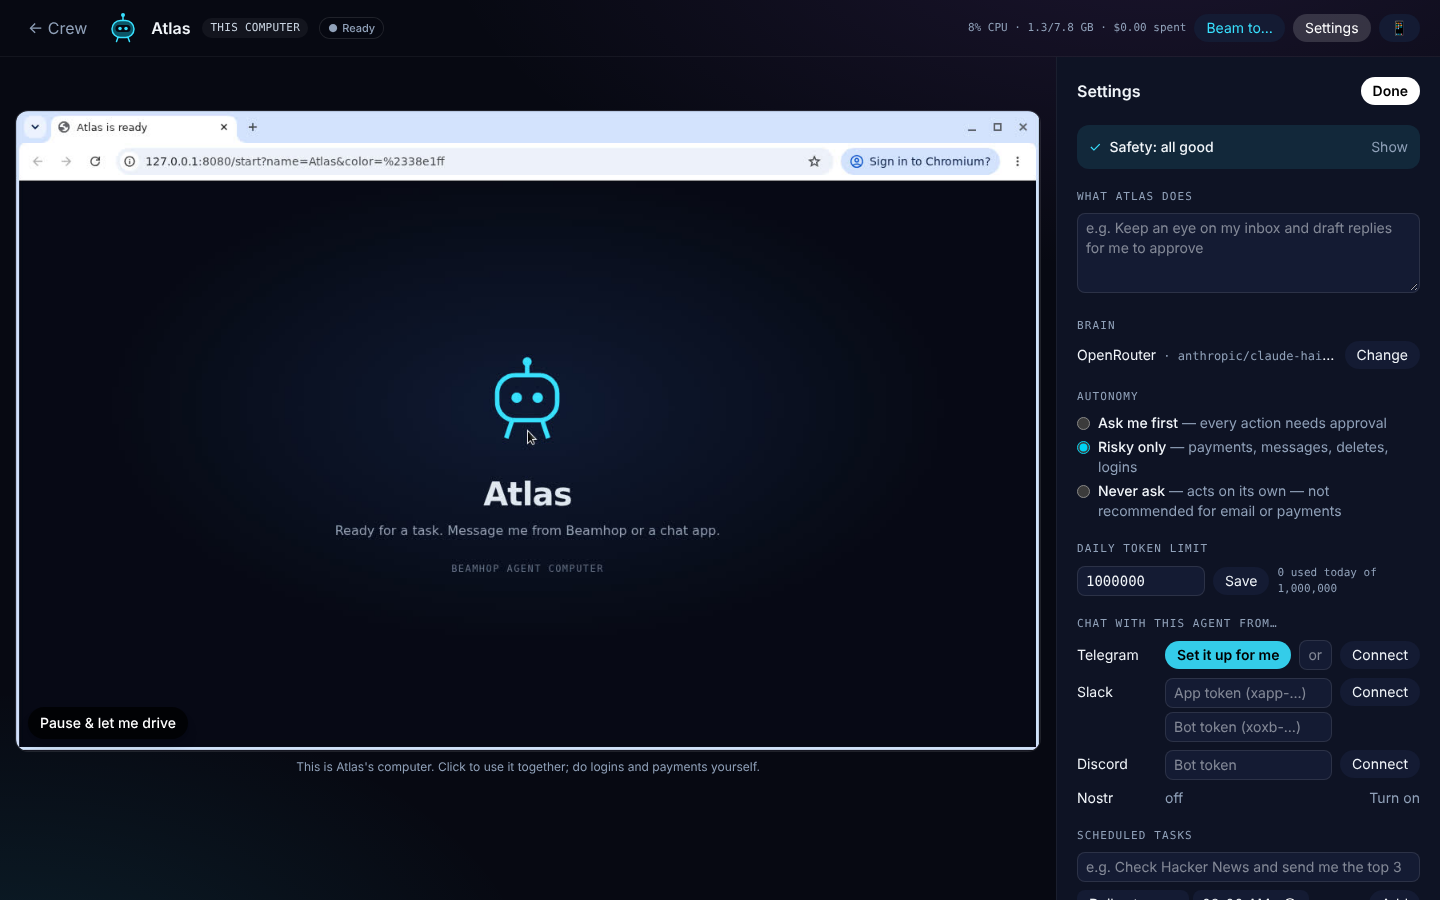 ← Crew
Atlas
THIS COMPUTER
Ready
8% CPU · 1.3/7.8 GB · $0.00 spent
Beam to...
Settings
Atlas is ready
127.0.0.1:8080/start?name=Atlas&color=%2338e1ff
Sign in to Chromium?
Atlas
Ready for a task. Message me from Beamhop or a chat app.
BEAMHOP AGENT COMPUTER
Pause & let me drive
This is Atlas's computer. Click to use it together; do logins and payments yourself.
Settings
Done
✓ Safety: all good
Show
WHAT ATLAS DOES
e.g. Keep an eye on my inbox and draft replies
for me to approve
BRAIN
OpenRouter · anthropic/claude-hai…
Change
AUTONOMY
Ask me first — every action needs approval
Risky only — payments, messages, deletes,
logins
Never ask — acts on its own — not
recommended for email or payments
DAILY TOKEN LIMIT
1000000
Save
0 used today of
1,000,000
CHAT WITH THIS AGENT FROM…
Telegram
Set it up for me
or
Connect
Slack
App token (xapp-...)
Connect
Bot token (xoxb-...)
Discord
Bot token
Connect
Nostr
off
Turn on
SCHEDULED TASKS
e.g. Check Hacker News and send me the top 3